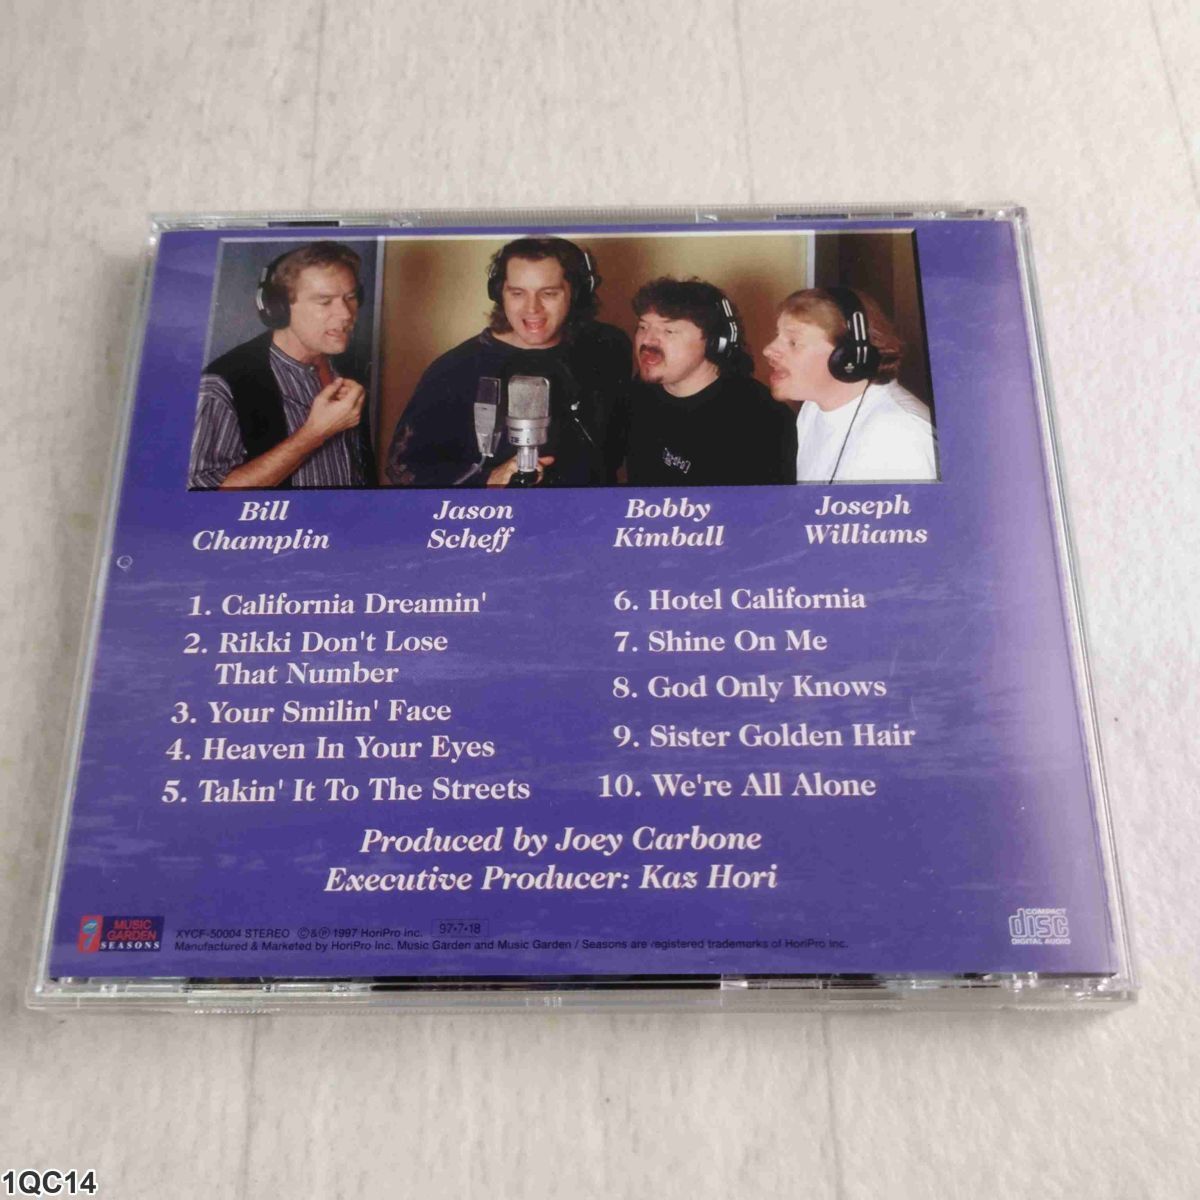 Bill
Champlin
Jason
Scheff
Bobby
Kimball
Joseph
Williams
1. California Dreamin'
2. Rikki Don't Lose
That Number
3. Your Smilin' Face
4. Heaven In Your Eyes
5. Takin' It To The Streets
6. Hotel California
7. Shine On Me
8. God Only Knows
9. Sister Golden Hair
10. We're All Alone
Produced by Joey Carbone
Executive Producer: Kaz Hori
MUSIC
GARDEN
SEASONS
XYCF-50004 STEREO ©&℗ 1997 HoriPro Inc. 97•7•18
Manufactured & Marketed by HoriPro Inc. Music Garden and Music Garden / Seasons are registered trademarks of HoriPro Inc.
COMPACT
disc
DIGITAL AUDIO
1QC14